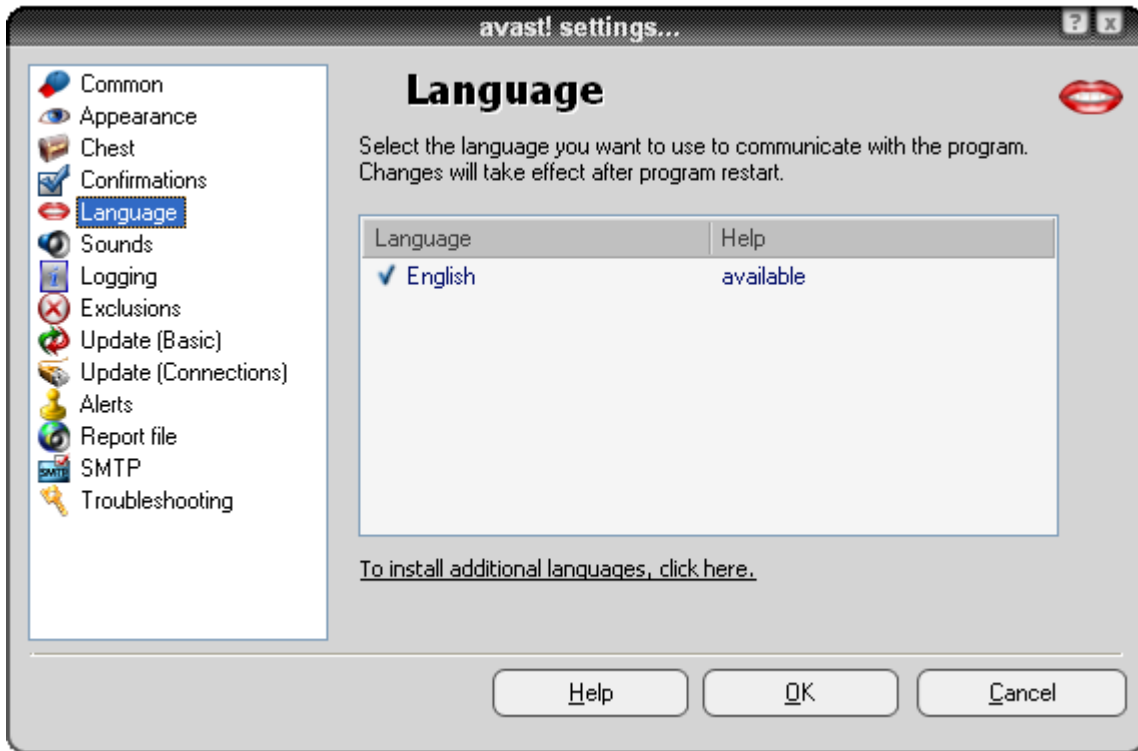 avast! settings...
Common
Appearance
Chest
Confirmations
Language
Sounds
Logging
Exclusions
Update (Basic)
Update (Connections)
Alerts
Report file
SMTP
Troubleshooting
Language
Select the language you want to use to communicate with the program.
Changes will take effect after program restart.
Language Help
English available
To install additional languages, click here.
Help OK Cancel